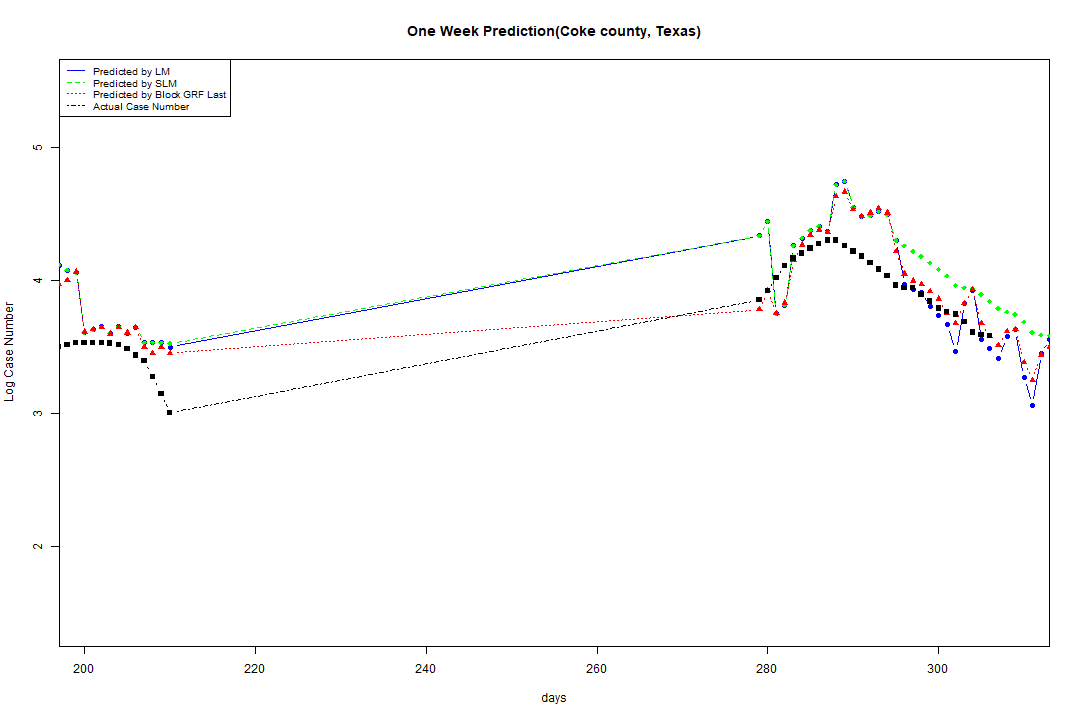 One Week Prediction(Coke county, Texas)
Predicted by LM
Predicted by SLM
Predicted by Block GRF Last
Actual Case Number
5
4
3
2
Log Case Number
200 220 240 260 280 300
days